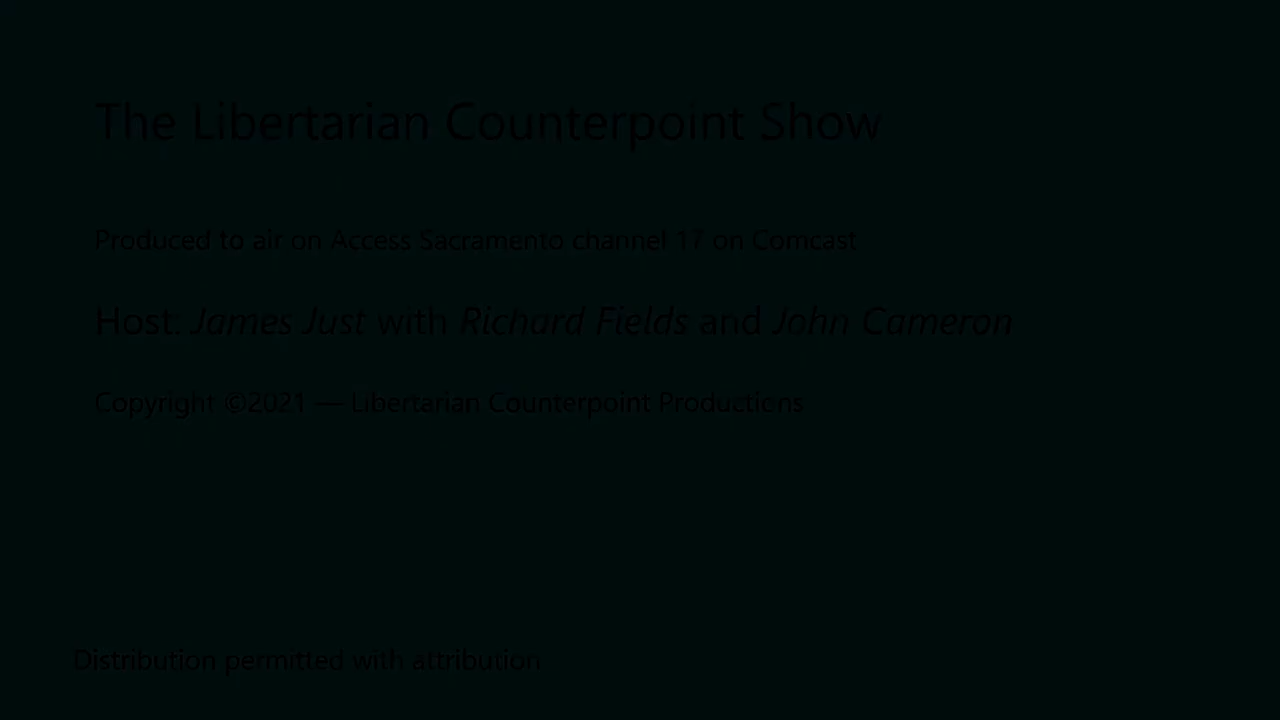 The Libertarian Counterpoint Show
Produced to air on Access Sacramento channel 17 on Comcast
Host: James Just with Richard Fields and John Cameron
Copyright ©2021 — Libertarian Counterpoint Productions
Distribution permitted with attribution